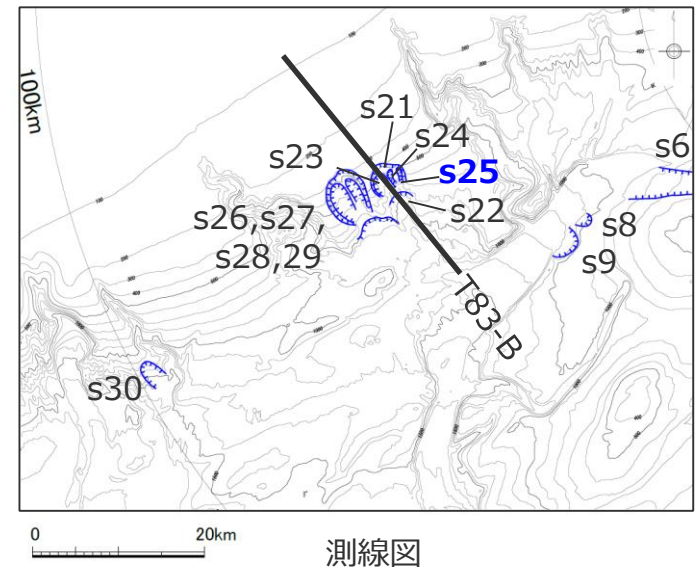 100km
s21
s24
s23
s25
s6
s22
s26,s27,
s28,29
s8
s9
T83-B
s30
0 20km
測線図